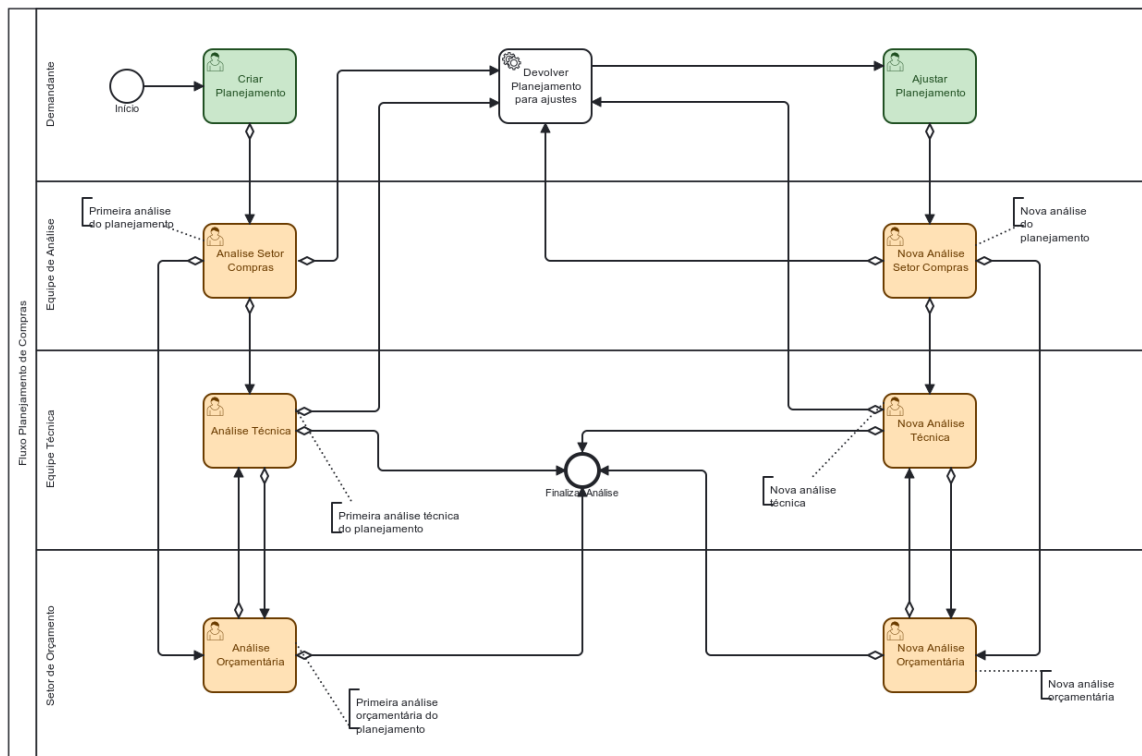 Fluxo Planejamento de Compras
Demandante
Início
Criar
Planejamento
Devolver
Planejamento
para ajustes
Ajustar
Planejamento
Equipe de Análise
Primeira análise
do planejamento
Analise Setor
Compras
Nova Análise
Setor Compras
Nova análise
do
planejamento
Equipe Técnica
Análise Técnica
Nova Análise
Técnica
Finalizar Análise
Nova análise
técnica
Primeira análise técnica
do planejamento
Setor de Orçamento
Análise
Orçamentária
Nova Análise
Orçamentária
Primeira análise
orçamentária do
planejamento
Nova análise
orçamentária